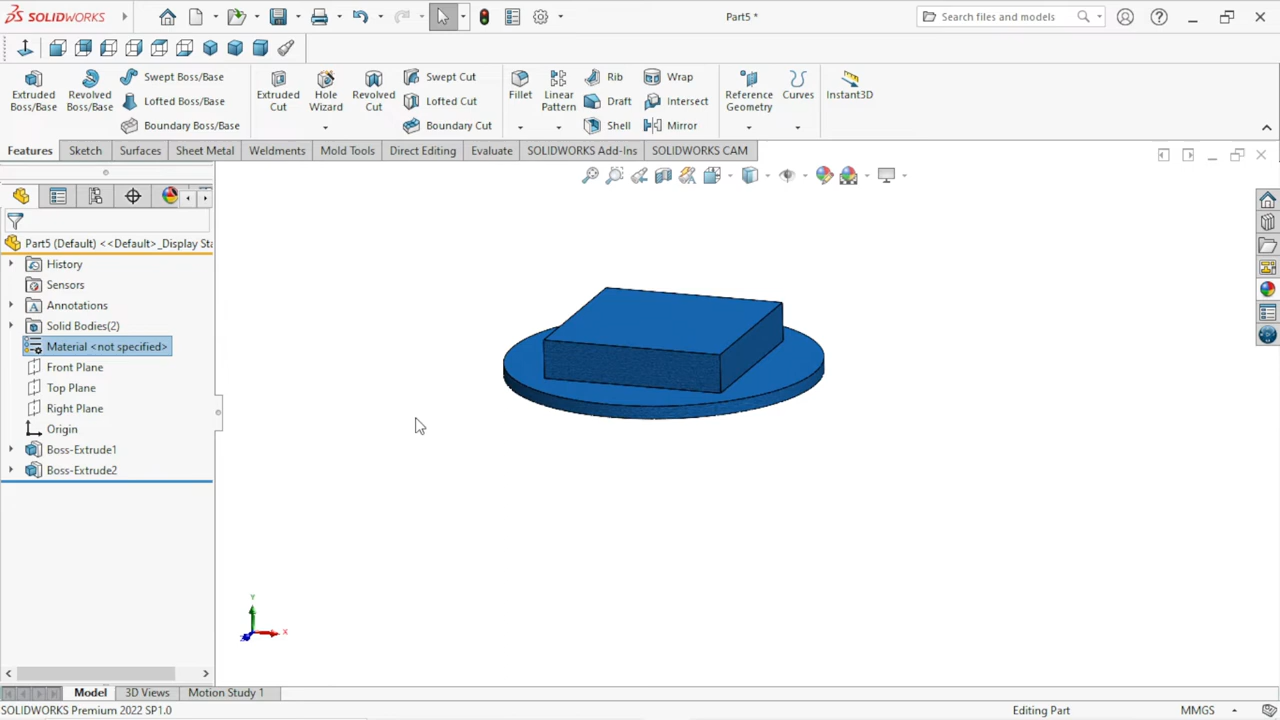 SOLIDWORKS
Part5 *
Search files and models
Extruded Boss/Base
Revolved Boss/Base
Swept Boss/Base
Lofted Boss/Base
Boundary Boss/Base
Extruded Cut
Hole Wizard
Revolved Cut
Swept Cut
Lofted Cut
Boundary Cut
Fillet
Linear Pattern
Rib
Draft
Shell
Wrap
Intersect
Mirror
Reference Geometry
Curves
Instant3D
Features
Sketch
Surfaces
Sheet Metal
Weldments
Mold Tools
Direct Editing
Evaluate
SOLIDWORKS Add-Ins
SOLIDWORKS CAM
Part5 (Default) <<Default>_Display Sta
History
Sensors
Annotations
Solid Bodies(2)
Material <not specified>
Front Plane
Top Plane
Right Plane
Origin
Boss-Extrude1
Boss-Extrude2
Y
X
Z
Model
3D Views
Motion Study 1
SOLIDWORKS Premium 2022 SP1.0
Editing Part
MMGS